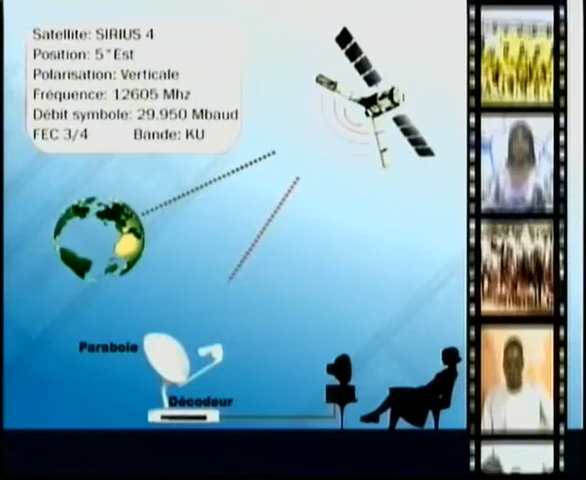 Satellite: SIRIUS 4
Position: 5°Est
Polarisation: Verticale
Fréquence: 12605 Mhz
Débit symbole: 29.950 Mbaud
FEC 3/4 Bande: KU
Parabole
Décodeur